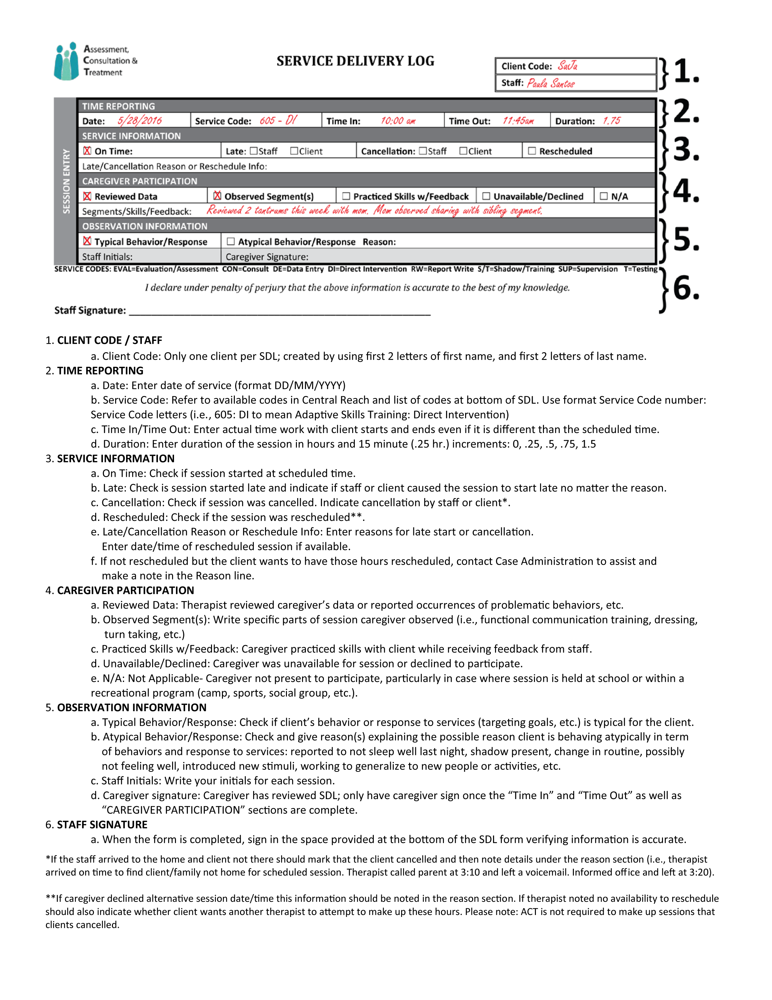 Assessment,
Consultation &
Treatment
SERVICE DELIVERY LOG
Client Code: SaJa
Staff: Paula Santos
1.
SESSION ENTRY
TIME REPORTING
Date: 5/28/2016 Service Code: 605 - DI Time In: 10:00 am Time Out: 11:45am Duration: 1.75
2.
SERVICE INFORMATION
☒ On Time: Late: ☐Staff ☐Client Cancellation: ☐Staff ☐Client ☐ Rescheduled
Late/Cancellation Reason or Reschedule Info:
3.
CAREGIVER PARTICIPATION
☒ Reviewed Data ☒ Observed Segment(s) ☐ Practiced Skills w/Feedback ☐ Unavailable/Declined ☐ N/A
Segments/Skills/Feedback: Reviewed 2 tantrums this week with mom. Mom observed sharing with sibling segment.
4.
OBSERVATION INFORMATION
☒ Typical Behavior/Response ☐ Atypical Behavior/Response Reason:
Staff Initials: Caregiver Signature:
5.
SERVICE CODES: EVAL=Evaluation/Assessment CON=Consult DE=Data Entry DI=Direct Intervention RW=Report Write S/T=Shadow/Training SUP=Supervision T=Testing
I declare under penalty of perjury that the above information is accurate to the best of my knowledge.
6.
Staff Signature:
1. CLIENT CODE / STAFF
a. Client Code: Only one client per SDL; created by using first 2 letters of first name, and first 2 letters of last name.
2. TIME REPORTING
a. Date: Enter date of service (format DD/MM/YYYY)
b. Service Code: Refer to available codes in Central Reach and list of codes at bottom of SDL. Use format Service Code number:
Service Code letters (i.e., 605: DI to mean Adaptive Skills Training: Direct Intervention)
c. Time In/Time Out: Enter actual time work with client starts and ends even if it is different than the scheduled time.
d. Duration: Enter duration of the session in hours and 15 minute (.25 hr.) increments: 0, .25, .5, .75, 1.5
3. SERVICE INFORMATION
a. On Time: Check if session started at scheduled time.
b. Late: Check is session started late and indicate if staff or client caused the session to start late no matter the reason.
c. Cancellation: Check if session was cancelled. Indicate cancellation by staff or client*.
d. Rescheduled: Check if the session was rescheduled**.
e. Late/Cancellation Reason or Reschedule Info: Enter reasons for late start or cancellation.
Enter date/time of rescheduled session if available.
f. If not rescheduled but the client wants to have those hours rescheduled, contact Case Administration to assist and
make a note in the Reason line.
4. CAREGIVER PARTICIPATION
a. Reviewed Data: Therapist reviewed caregiver’s data or reported occurrences of problematic behaviors, etc.
b. Observed Segment(s): Write specific parts of session caregiver observed (i.e., functional communication training, dressing,
turn taking, etc.)
c. Practiced Skills w/Feedback: Caregiver practiced skills with client while receiving feedback from staff.
d. Unavailable/Declined: Caregiver was unavailable for session or declined to participate.
e. N/A: Not Applicable- Caregiver not present to participate, particularly in case where session is held at school or within a
recreational program (camp, sports, social group, etc.).
5. OBSERVATION INFORMATION
a. Typical Behavior/Response: Check if client’s behavior or response to services (targeting goals, etc.) is typical for the client.
b. Atypical Behavior/Response: Check and give reason(s) explaining the possible reason client is behaving atypically in term
of behaviors and response to services: reported to not sleep well last night, shadow present, change in routine, possibly
not feeling well, introduced new stimuli, working to generalize to new people or activities, etc.
c. Staff Initials: Write your initials for each session.
d. Caregiver signature: Caregiver has reviewed SDL; only have caregiver sign once the “Time In” and “Time Out” as well as
“CAREGIVER PARTICIPATION” sections are complete.
6. STAFF SIGNATURE
a. When the form is completed, sign in the space provided at the bottom of the SDL form verifying information is accurate.
*If the staff arrived to the home and client not there should mark that the client cancelled and then note details under the reason section (i.e., therapist
arrived on time to find client/family not home for scheduled session. Therapist called parent at 3:10 and left a voicemail. Informed office and left at 3:20).
**If caregiver declined alternative session date/time this information should be noted in the reason section. If therapist noted no availability to reschedule
should also indicate whether client wants another therapist to attempt to make up these hours. Please note: ACT is not required to make up sessions that
clients cancelled.